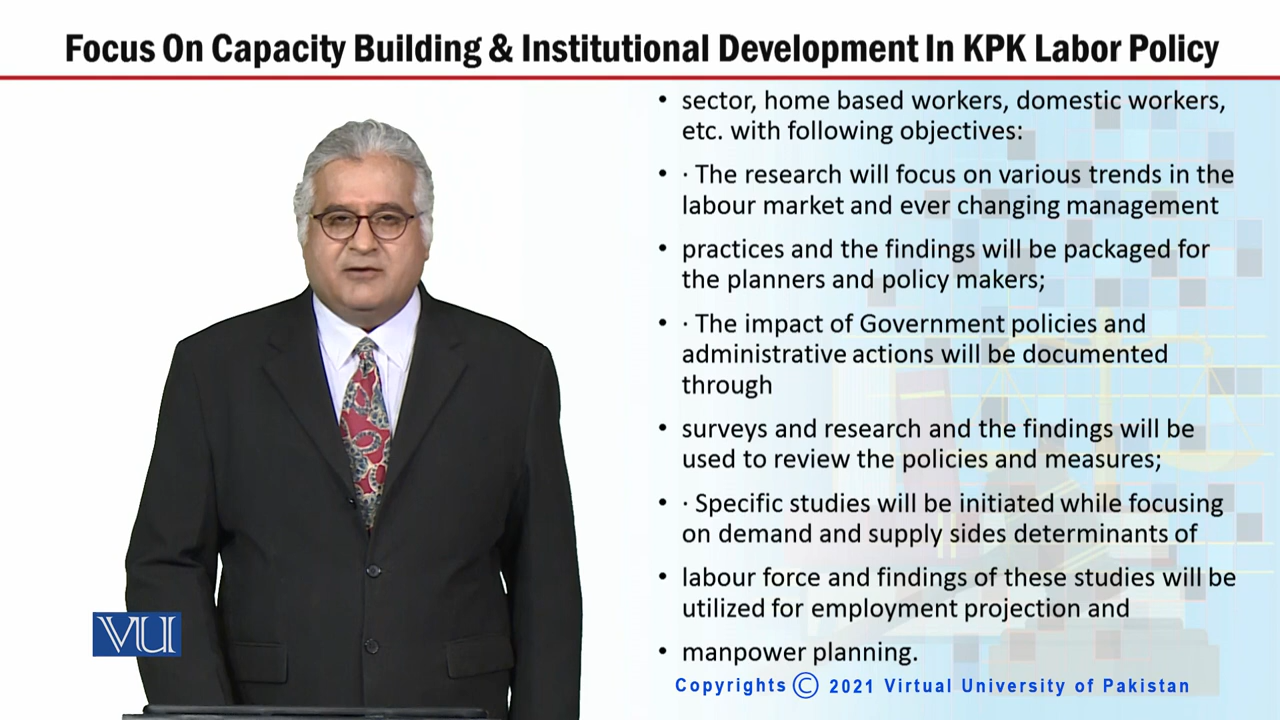 Focus On Capacity Building & Institutional Development In KPK Labor Policy
• sector, home based workers, domestic workers,
etc. with following objectives:
• · The research will focus on various trends in the
labour market and ever changing management
• practices and the findings will be packaged for
the planners and policy makers;
• · The impact of Government policies and
administrative actions will be documented
through
• surveys and research and the findings will be
used to review the policies and measures;
• · Specific studies will be initiated while focusing
on demand and supply sides determinants of
• labour force and findings of these studies will be
utilized for employment projection and
• manpower planning.
VU
Copyrights © 2021 Virtual University of Pakistan